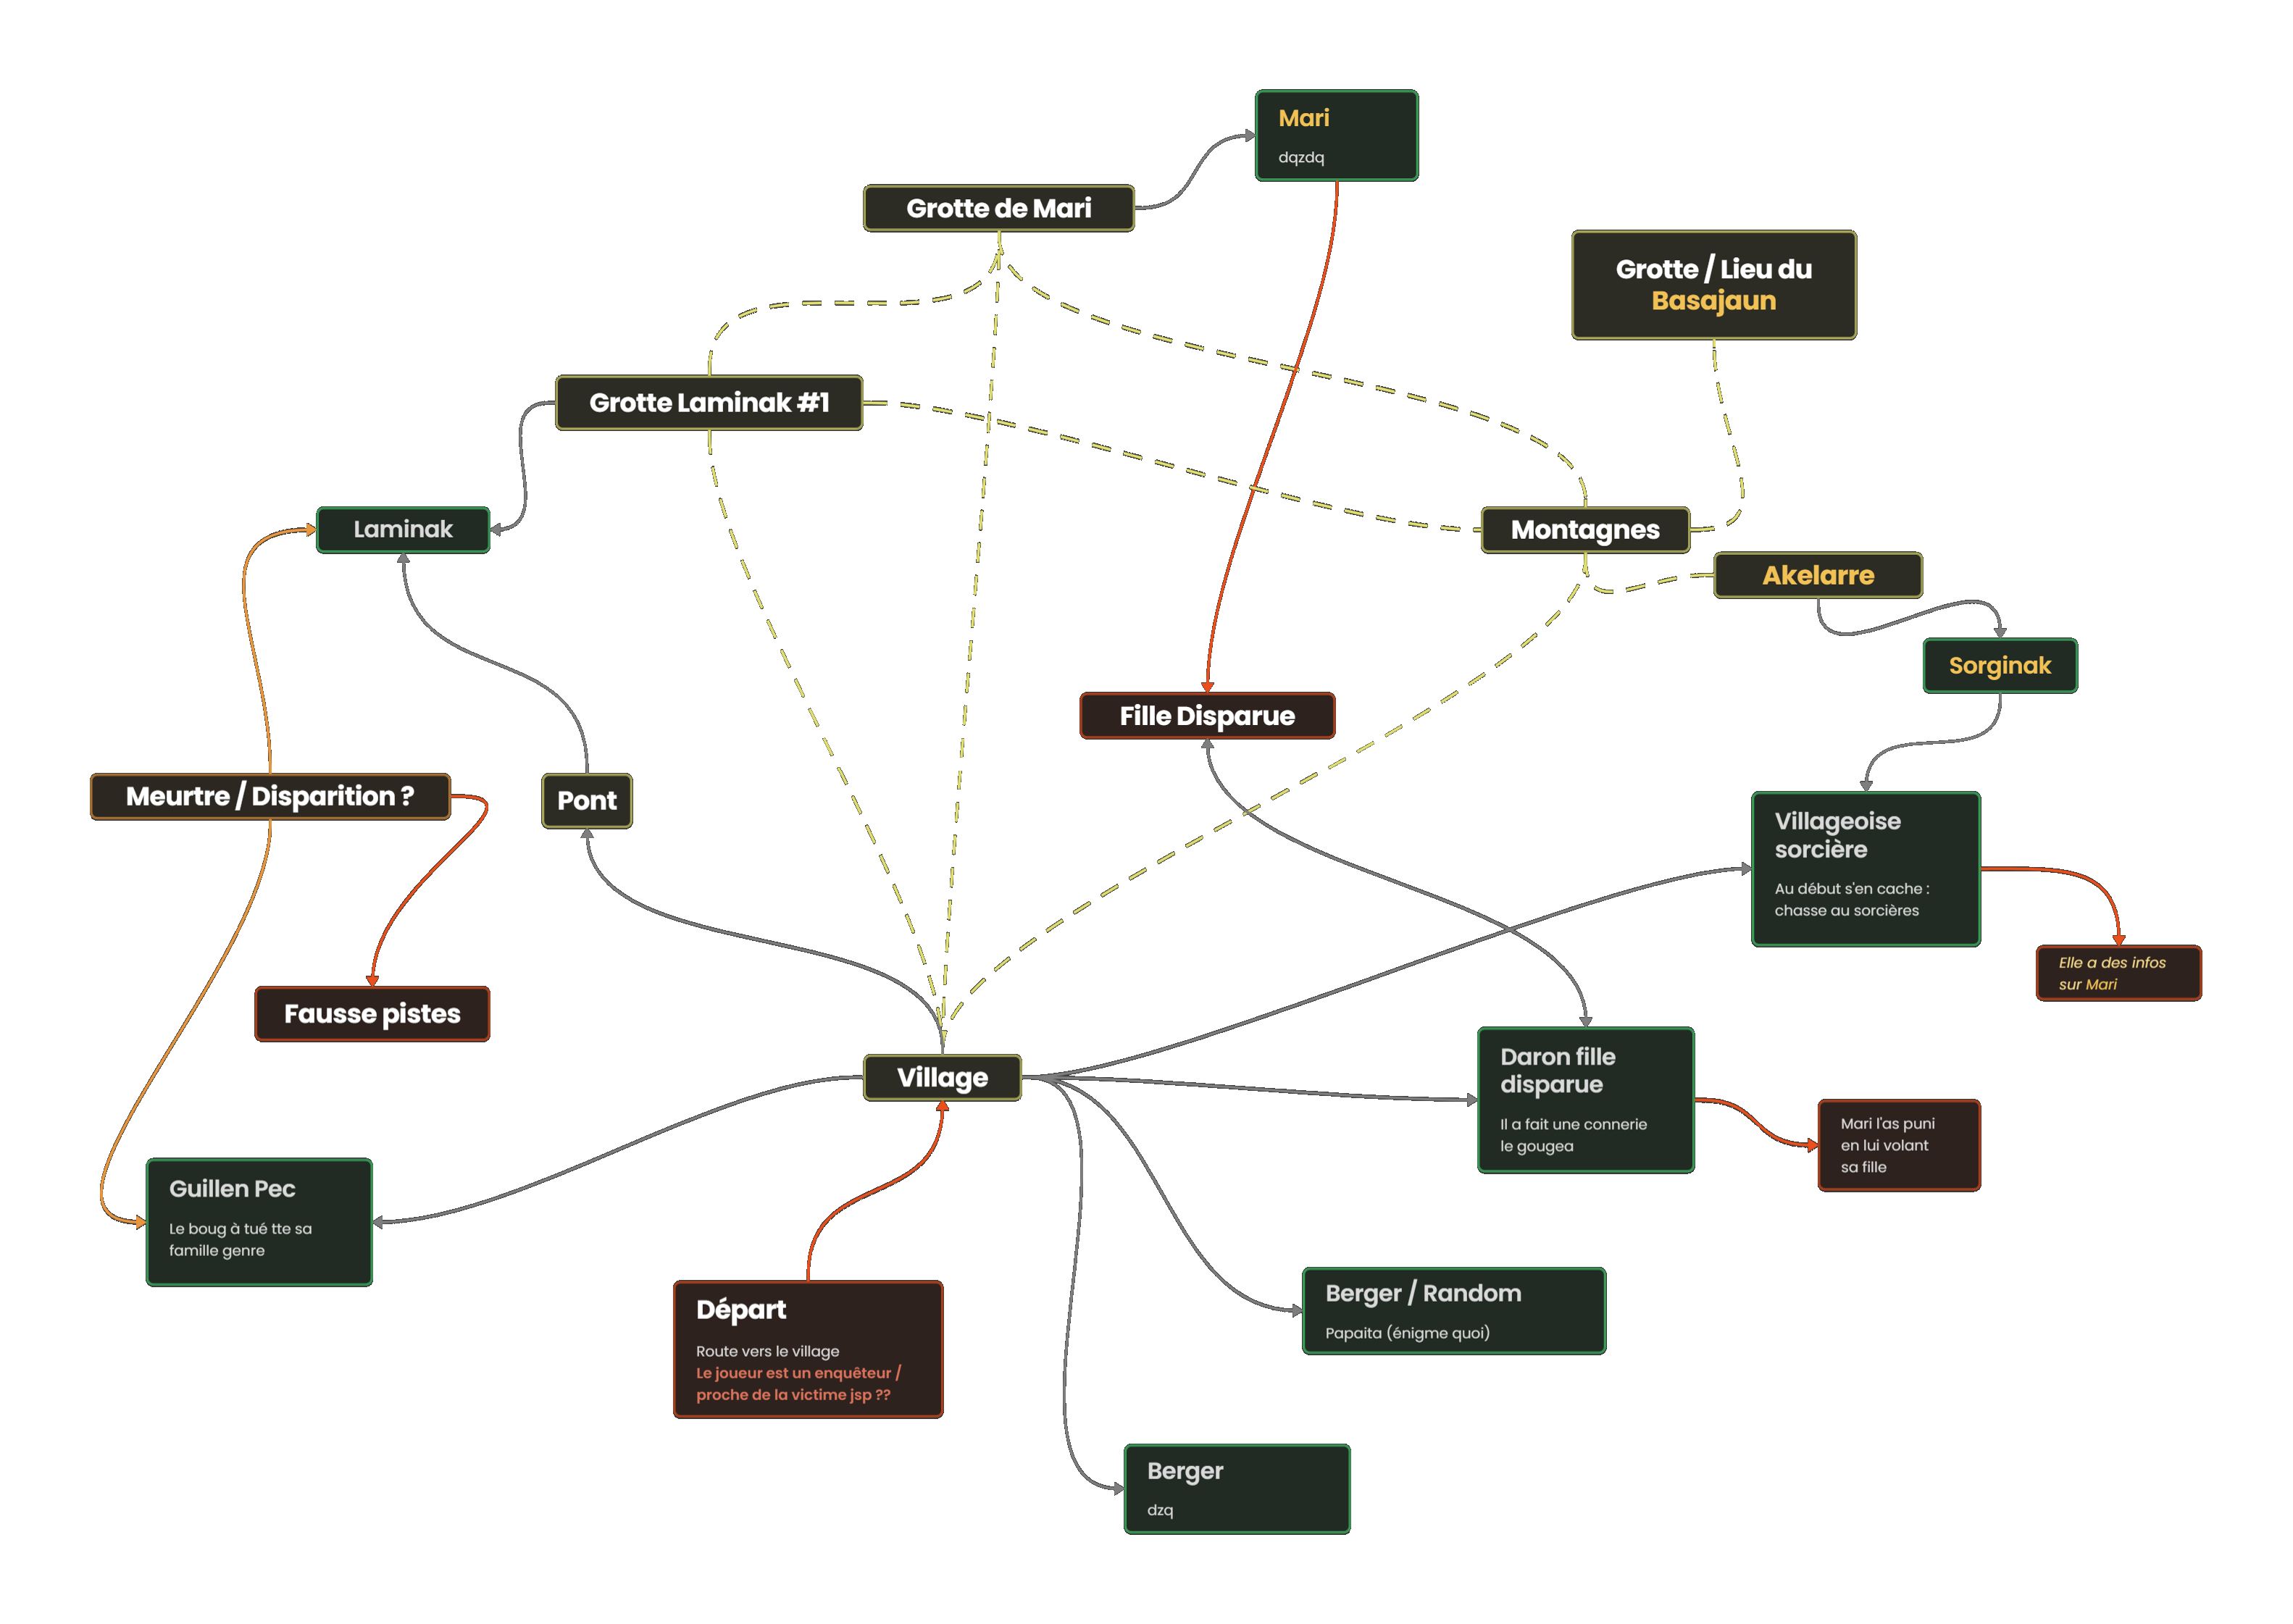 Mari
dqzdq
Grotte de Mari
Grotte / Lieu du
Basajaun
Grotte Laminak #1
Laminak
Montagnes
Akelarre
Sorginak
Fille Disparue
Meurtre / Disparition ?
Pont
Villageoise
sorcière
Au début s'en cache :
chasse au sorcières
Elle a des infos
sur Mari
Fausse pistes
Village
Daron fille
disparue
Il a fait une connerie
le gougea
Mari l'as puni
en lui volant
sa fille
Guillen Pec
Le boug à tué tte sa
famille genre
Départ
Route vers le village
Le joueur est un enquêteur /
proche de la victime jsp ??
Berger / Random
Papaita (énigme quoi)
Berger
dzq